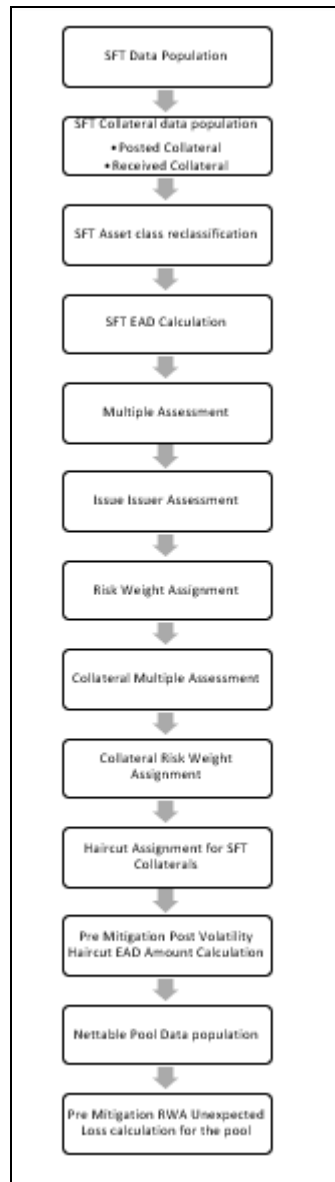 SFT Data Population
SFT Collateral data population
•Posted Collateral
•Received Collateral
SFT Asset class reclassification
SFT EAD Calculation
Multiple Assessment
Issue Issuer Assessment
Risk Weight Assignment
Collateral Multiple Assessment
Collateral Risk Weight
Assignment
Haircut Assignment for SFT
Collaterals
Pre Mitigation Post Volatility
Haircut EAD Amount Calculation
Nettable Pool Data population
Pre Mitigation RWA Unexpected
Loss calculation for the pool